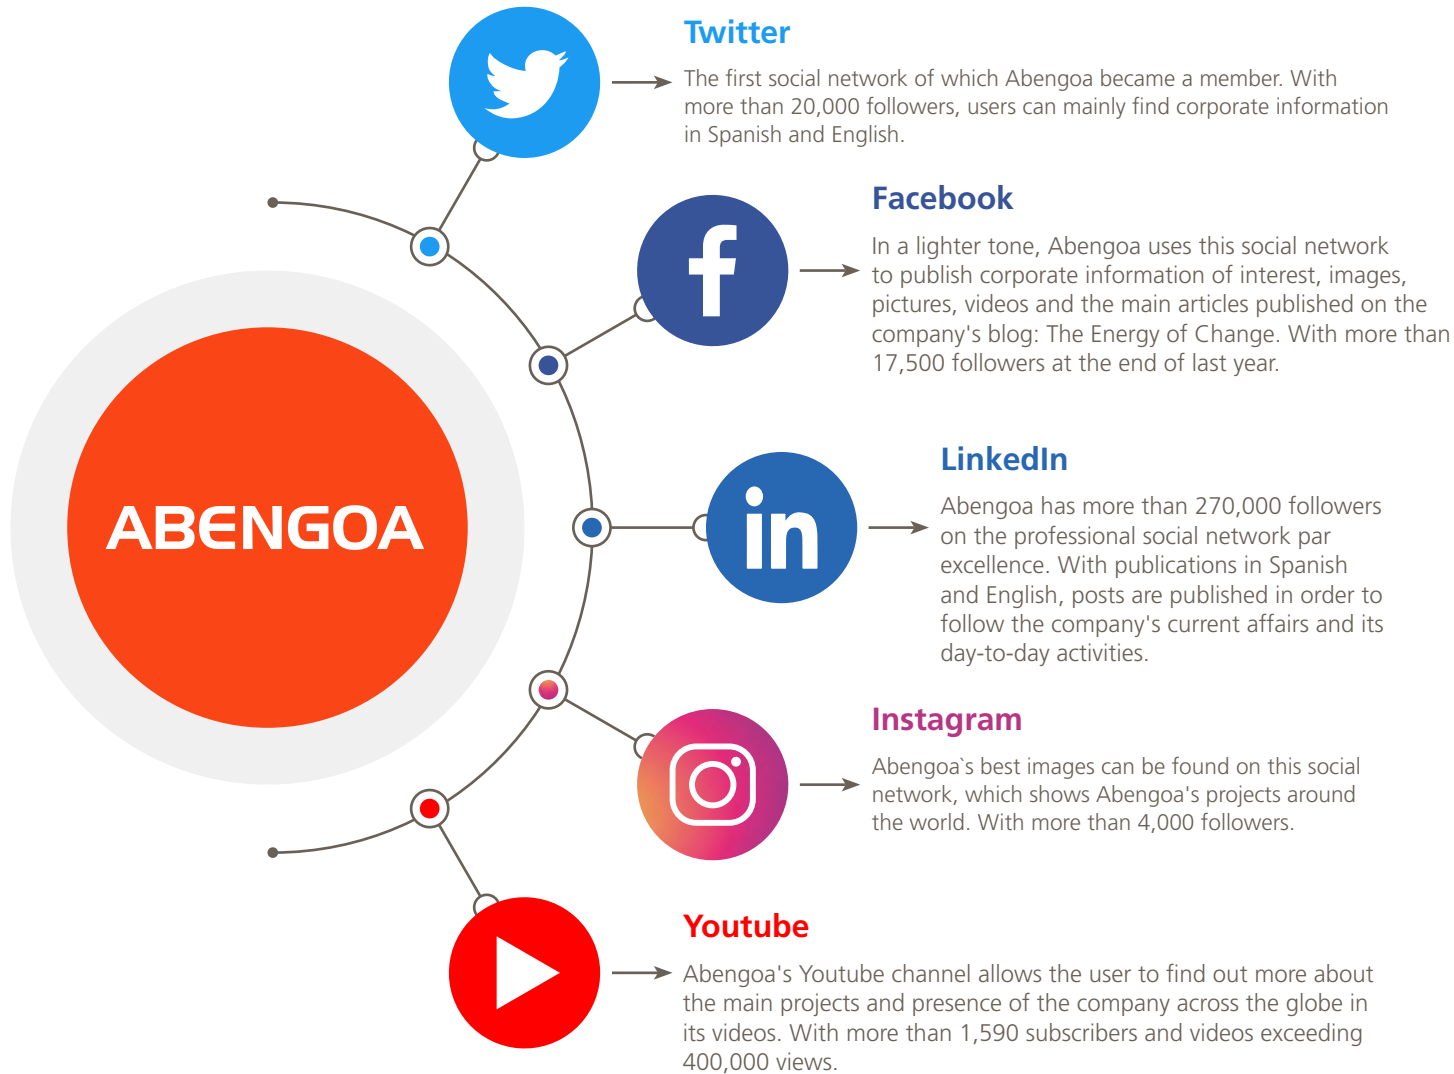 Twitter
The first social network of which Abengoa became a member. With
more than 20,000 followers, users can mainly find corporate information
in Spanish and English.
Facebook
In a lighter tone, Abengoa uses this social network
to publish corporate information of interest, images,
pictures, videos and the main articles published on the
company's blog: The Energy of Change. With more than
17,500 followers at the end of last year.
ABENGOA
in
LinkedIn
Abengoa has more than 270,000 followers
on the professional social network par
excellence. With publications in Spanish
and English, posts are published in order to
follow the company's current affairs and its
day-to-day activities.
Instagram
Abengoa`s best images can be found on this social
network, which shows Abengoa's projects around
the world. With more than 4,000 followers.
Youtube
Abengoa's Youtube channel allows the user to find out more about
the main projects and presence of the company across the globe in
its videos. With more than 1,590 subscribers and videos exceeding
400,000 views.